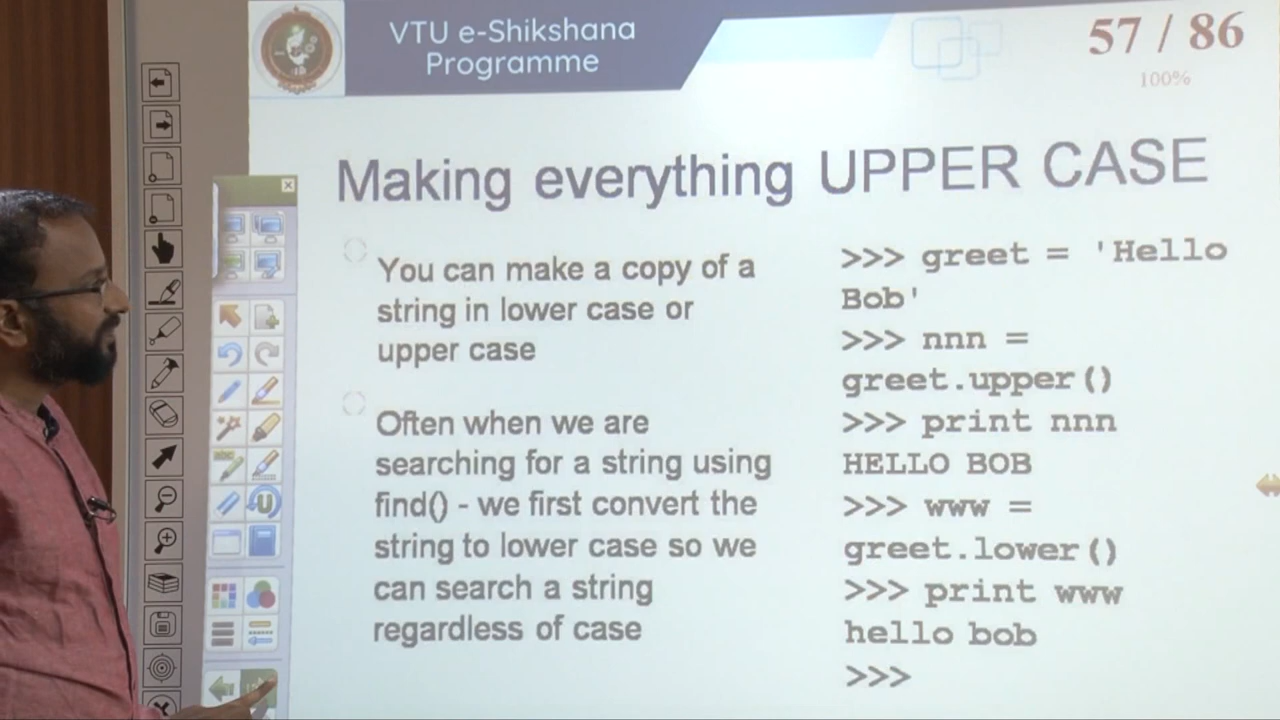 VTU e-Shikshana
Programme
57 / 86
100%
Making everything UPPER CASE
You can make a copy of a
string in lower case or
upper case
Often when we are
searching for a string using
find() - we first convert the
string to lower case so we
can search a string
regardless of case
>>> greet = 'Hello
Bob'
>>> nnn =
greet.upper()
>>> print nnn
HELLO BOB
>>> www =
greet.lower()
>>> print www
hello bob
>>>